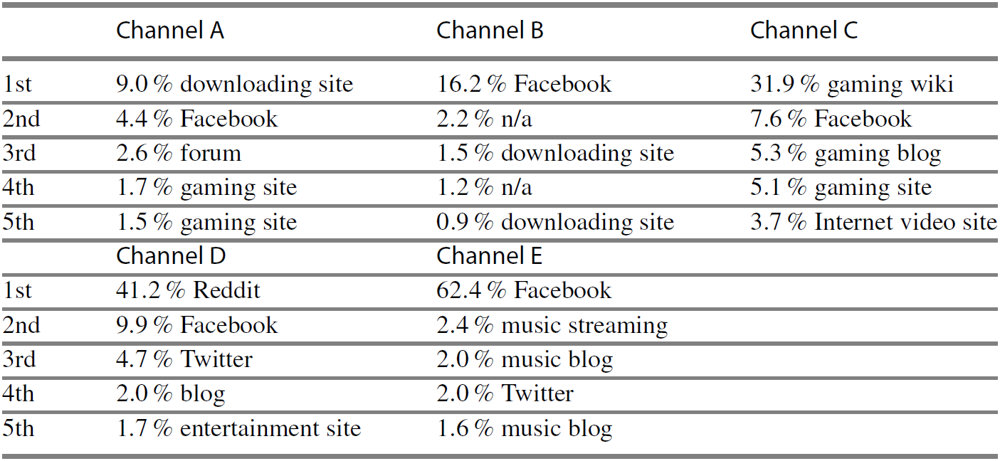 Channel A Channel B Channel C
1st 9.0 % downloading site 16.2 % Facebook 31.9 % gaming wiki
2nd 4.4 % Facebook 2.2 % n/a 7.6 % Facebook
3rd 2.6 % forum 1.5 % downloading site 5.3 % gaming blog
4th 1.7 % gaming site 1.2 % n/a 5.1 % gaming site
5th 1.5 % gaming site 0.9 % downloading site 3.7 % Internet video site
Channel D Channel E
1st 41.2 % Reddit 62.4 % Facebook
2nd 9.9 % Facebook 2.4 % music streaming
3rd 4.7 % Twitter 2.0 % music blog
4th 2.0 % blog 2.0 % Twitter
5th 1.7 % entertainment site 1.6 % music blog